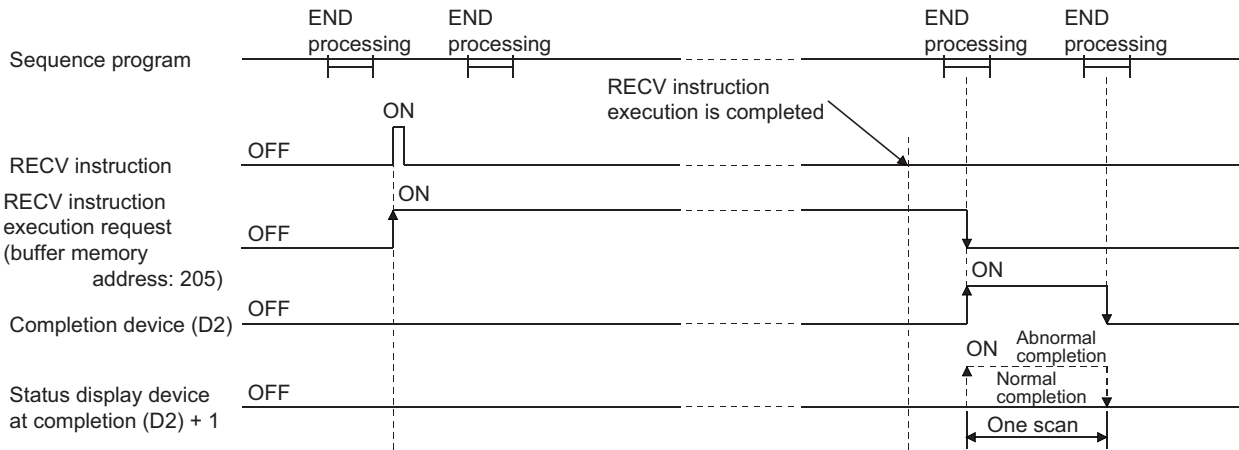 END
processing
END
processing
END
processing
END
processing
Sequence program
RECV instruction
execution is completed
ON
OFF
RECV instruction
ON
RECV instruction
execution request
(buffer memory
address: 205)
OFF
ON
OFF
Completion device (D2)
ON
Abnormal
completion
OFF
Normal
completion
Status display device
at completion (D2) + 1
One scan